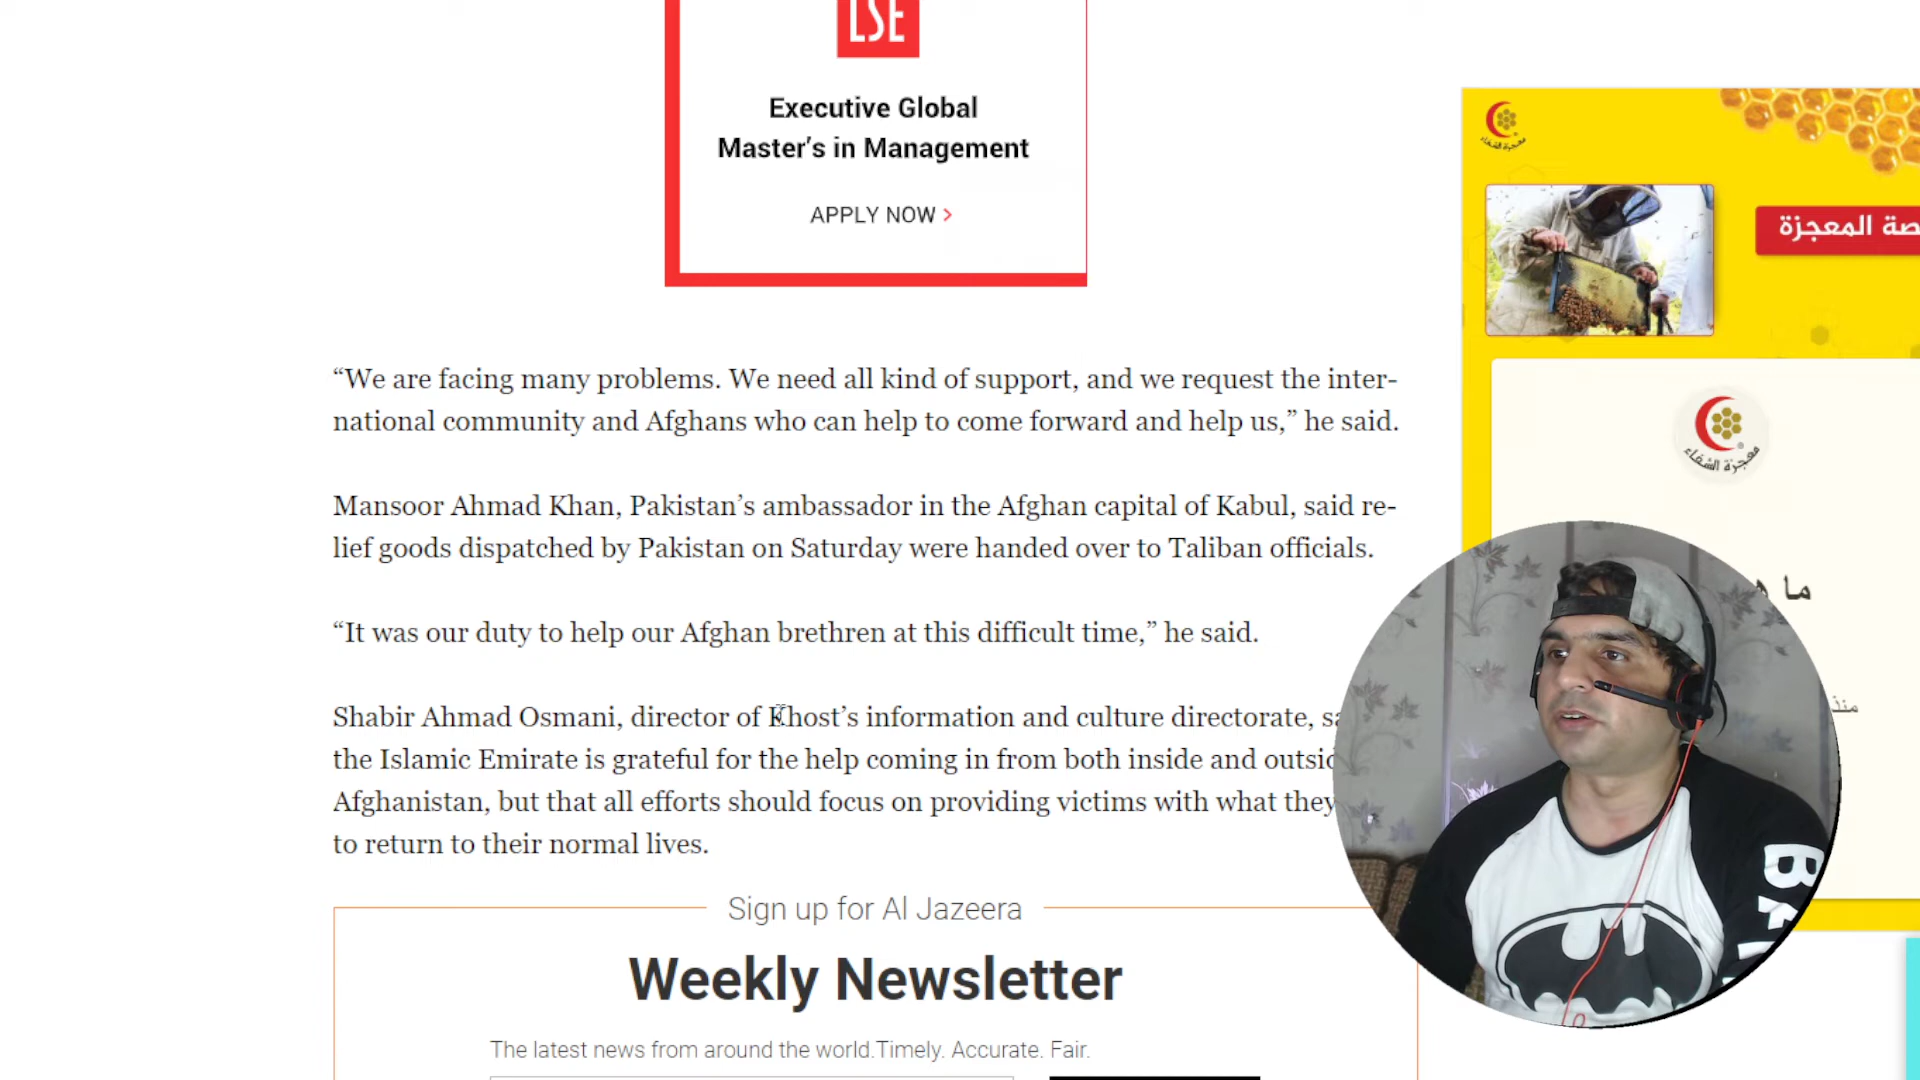 LSE
Executive Global
Master's in Management
APPLY NOW >
“We are facing many problems. We need all kind of support, and we request the inter-
national community and Afghans who can help to come forward and help us,” he said.
Mansoor Ahmad Khan, Pakistan’s ambassador in the Afghan capital of Kabul, said re-
lief goods dispatched by Pakistan on Saturday were handed over to Taliban officials.
“It was our duty to help our Afghan brethren at this difficult time,” he said.
Shabir Ahmad Osmani, director of Khost’s information and culture directorate,
the Islamic Emirate is grateful for the help coming in from both inside and
Afghanistan, but that all efforts should focus on providing victims with what they
to return to their normal lives.
Sign up for Al Jazeera
Weekly Newsletter
The latest news from around the world.Timely. Accurate. Fair.
معجزة الشفاء
المعجزة
معجزة الشفاء
ما
منذ